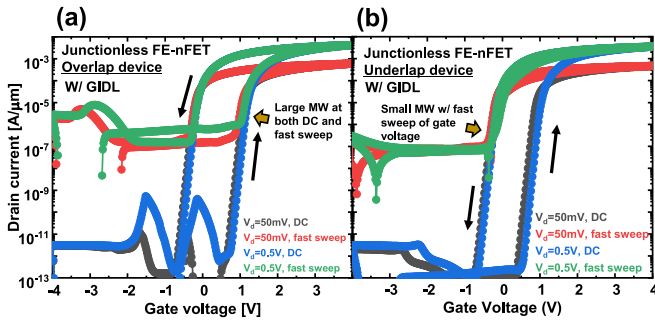 (a)
(b)
Junctionless FE-nFET
Overlap device
W/ GIDL
Large MW at
both DC and
fast sweep
V_d=50mV, DC
V_d=50mV, fast sweep
V_d=0.5V, DC
V_d=0.5V, fast sweep
Drain current [A/µm]
10⁻³
10⁻⁵
10⁻⁷
10⁻⁹
10⁻¹¹
10⁻¹³
-4 -3 -2 -1 0 1 2 3
Gate voltage [V]
Junctionless FE-nFET
Underlap device
W/ GIDL
Small MW w/ fast
sweep of gate
voltage
V_d=50mV, DC
V_d=50mV, fast sweep
V_d=0.5V, DC
V_d=0.5V, fast sweep
-4 -3 -2 -1 0 1 2 3 4
Gate Voltage (V)